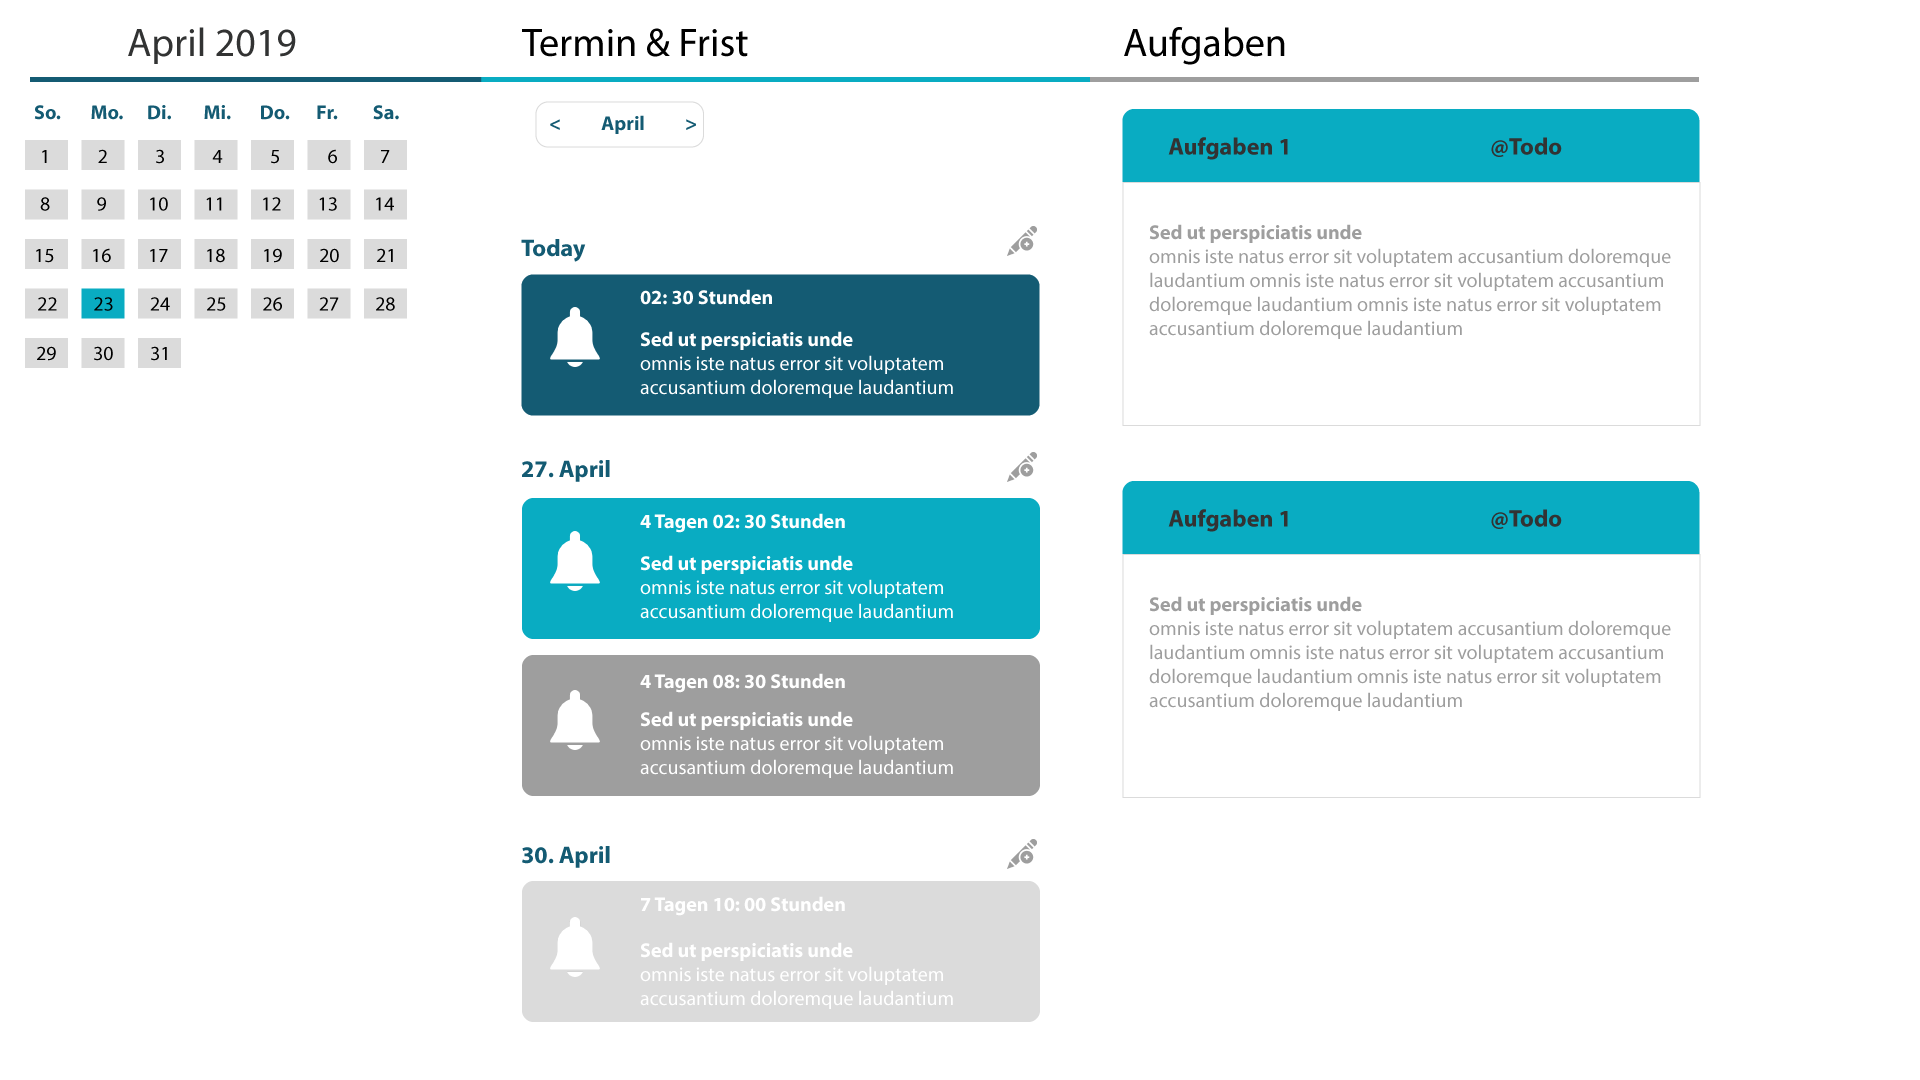 April 2019
So. Mo. Di. Mi. Do. Fr. Sa.
1 2 3 4 5 6 7
8 9 10 11 12 13 14
15 16 17 18 19 20 21
22 23 24 25 26 27 28
29 30 31
Termin & Frist
< April >
Today
02: 30 Stunden
Sed ut perspiciatis unde
omnis iste natus error sit voluptatem
accusantium doloremque laudantium
27. April
4 Tagen 02: 30 Stunden
Sed ut perspiciatis unde
omnis iste natus error sit voluptatem
accusantium doloremque laudantium
4 Tagen 08: 30 Stunden
Sed ut perspiciatis unde
omnis iste natus error sit voluptatem
accusantium doloremque laudantium
30. April
7 Tagen 10: 00 Stunden
Sed ut perspiciatis unde
omnis iste natus error sit voluptatem
accusantium doloremque laudantium
Aufgaben
Aufgaben 1 @Todo
Sed ut perspiciatis unde
omnis iste natus error sit voluptatem accusantium doloremque
laudantium omnis iste natus error sit voluptatem accusantium
doloremque laudantium omnis iste natus error sit voluptatem
accusantium doloremque laudantium
Aufgaben 1 @Todo
Sed ut perspiciatis unde
omnis iste natus error sit voluptatem accusantium doloremque
laudantium omnis iste natus error sit voluptatem accusantium
doloremque laudantium omnis iste natus error sit voluptatem
accusantium doloremque laudantium